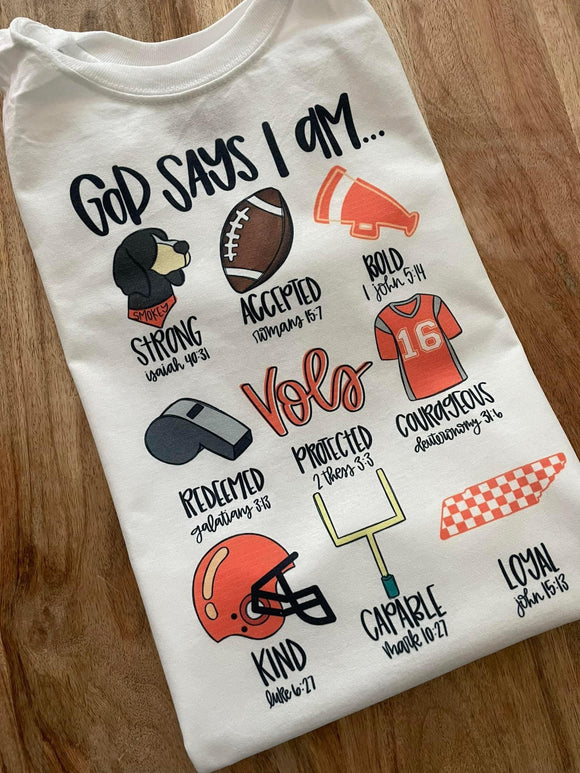 GOD SAYS I AM...
SMOKEY
STRONG
isaiah 40:31
ACCEPTED
romans 15:7
BOLD
1 john 5:14
REDEEMED
galatians 3:13
Vols
PROTECTED
2 thess 3:3
16
COURAGEOUS
deuteronomy 31:6
KIND
luke 6:27
CAPABLE
mark 10:27
LOYAL
john 15:13